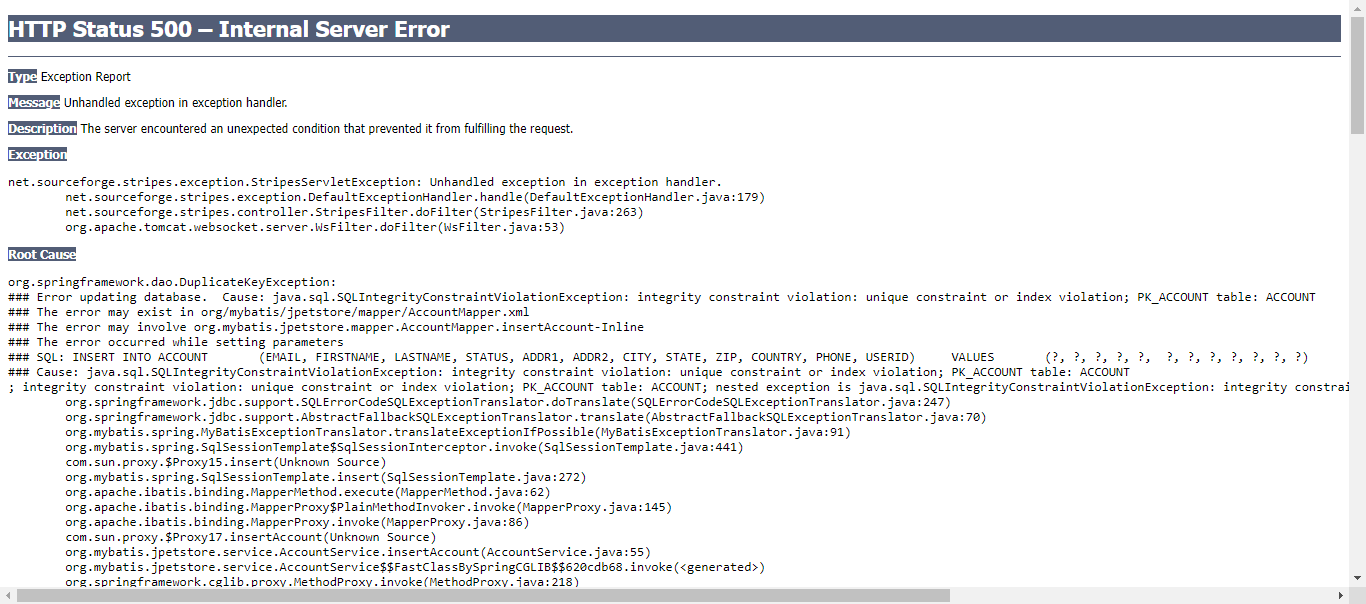 HTTP Status 500 – Internal Server Error
Type Exception Report
Message Unhandled exception in exception handler.
Description The server encountered an unexpected condition that prevented it from fulfilling the request.
Exception
net.sourceforge.stripes.exception.StripesServletException: Unhandled exception in exception handler.
net.sourceforge.stripes.exception.DefaultExceptionHandler.handle(DefaultExceptionHandler.java:179)
net.sourceforge.stripes.controller.StripesFilter.doFilter(StripesFilter.java:263)
org.apache.tomcat.websocket.server.WsFilter.doFilter(WsFilter.java:53)
Root Cause
org.springframework.dao.DuplicateKeyException:
### Error updating database.  Cause: java.sql.SQLIntegrityConstraintViolationException: integrity constraint violation: unique constraint or index violation; PK_ACCOUNT table: ACCOUNT
### The error may exist in org/mybatis/jpetstore/mapper/AccountMapper.xml
### The error may involve org.mybatis.jpetstore.mapper.AccountMapper.insertAccount-Inline
### The error occurred while setting parameters
### SQL: INSERT INTO ACCOUNT       (EMAIL, FIRSTNAME, LASTNAME, STATUS, ADDR1, ADDR2, CITY, STATE, ZIP, COUNTRY, PHONE, USERID)     VALUES       (?, ?, ?, ?, ?,  ?, ?, ?, ?, ?, ?, ?)
### Cause: java.sql.SQLIntegrityConstraintViolationException: integrity constraint violation: unique constraint or index violation; PK_ACCOUNT table: ACCOUNT
; integrity constraint violation: unique constraint or index violation; PK_ACCOUNT table: ACCOUNT; nested exception is java.sql.SQLIntegrityConstraintViolationException: integrity constrai
org.springframework.jdbc.support.SQLErrorCodeSQLExceptionTranslator.doTranslate(SQLErrorCodeSQLExceptionTranslator.java:247)
org.springframework.jdbc.support.AbstractFallbackSQLExceptionTranslator.translate(AbstractFallbackSQLExceptionTranslator.java:70)
org.mybatis.spring.MyBatisExceptionTranslator.translateExceptionIfPossible(MyBatisExceptionTranslator.java:91)
org.mybatis.spring.SqlSessionTemplate$SqlSessionInterceptor.invoke(SqlSessionTemplate.java:441)
com.sun.proxy.$Proxy15.insert(Unknown Source)
org.mybatis.spring.SqlSessionTemplate.insert(SqlSessionTemplate.java:272)
org.apache.ibatis.binding.MapperMethod.execute(MapperMethod.java:62)
org.apache.ibatis.binding.MapperProxy$PlainMethodInvoker.invoke(MapperProxy.java:145)
org.apache.ibatis.binding.MapperProxy.invoke(MapperProxy.java:86)
com.sun.proxy.$Proxy17.insertAccount(Unknown Source)
org.mybatis.jpetstore.service.AccountService.insertAccount(AccountService.java:55)
org.mybatis.jpetstore.service.AccountService$$FastClassBySpringCGLIB$$620cdb68.invoke(<generated>)
org.springframework.cglib.proxy.MethodProxy.invoke(MethodProxy.java:218)